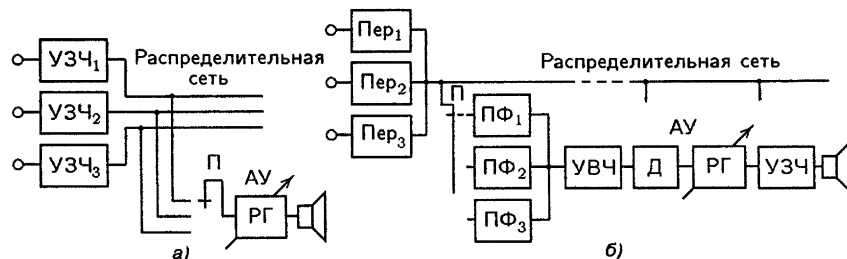 УЗЧ₁
УЗЧ₂
УЗЧ₃
Распределительная
сеть
П
АУ
РГ
а)
Пер₁
Пер₂
Пер₃
Распределительная сеть
П
ПФ₁
ПФ₂
ПФ₃
АУ
УВЧ
Д
РГ
УЗЧ
б)